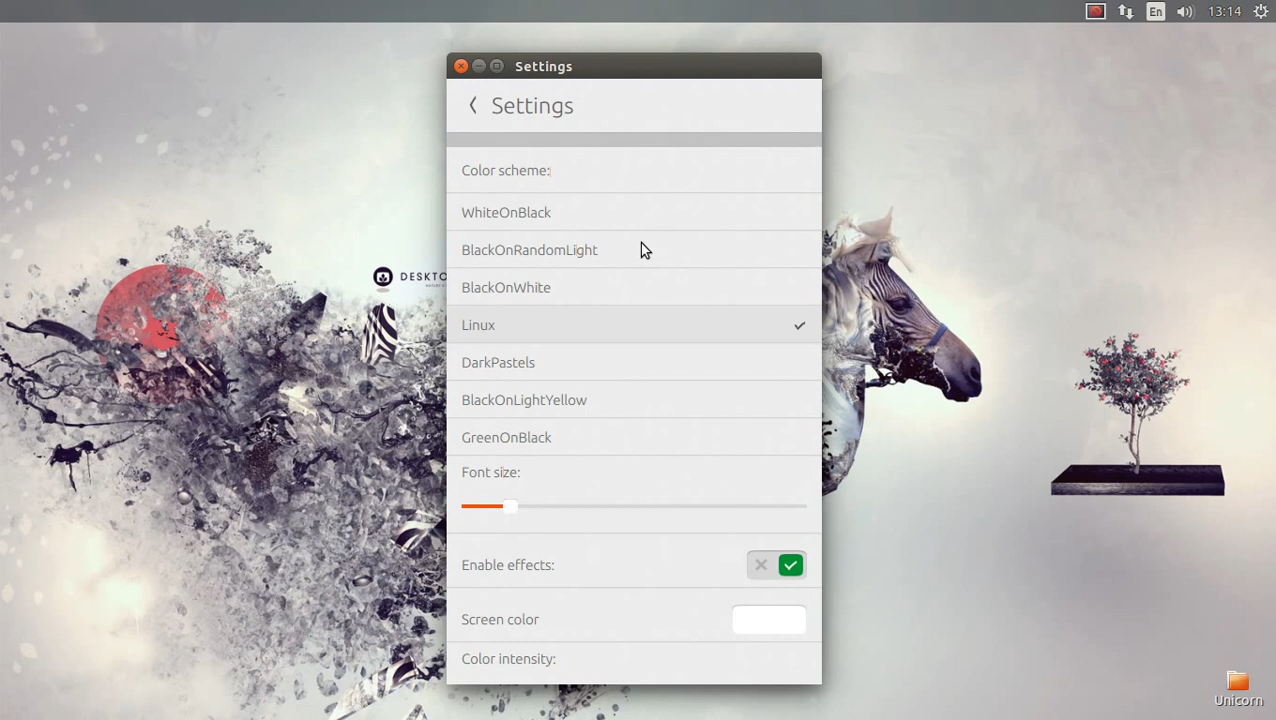 En
13:14
Settings
Settings
Color scheme:
WhiteOnBlack
BlackOnRandomLight
BlackOnWhite
Linux
DarkPastels
BlackOnLightYellow
GreenOnBlack
Font size:
Enable effects:
Screen color
Color intensity:
DESKTO
Unicorn